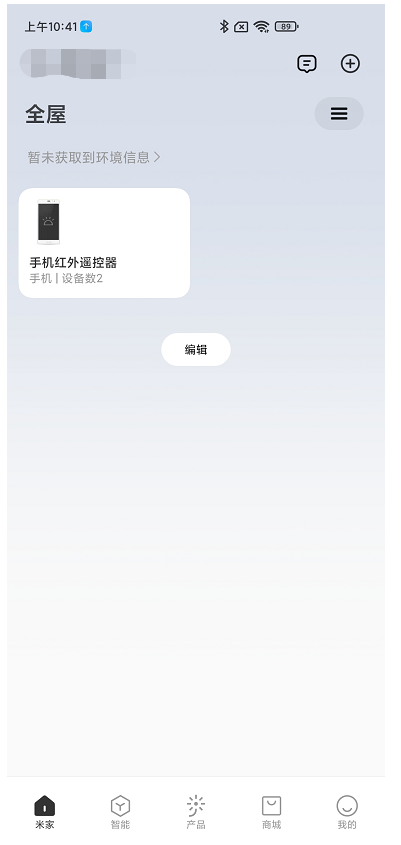 上午10:41
89
全屋
暂未获取到环境信息
手机红外遥控器
手机 | 设备数2
编辑
米家
智能
产品
商城
我的